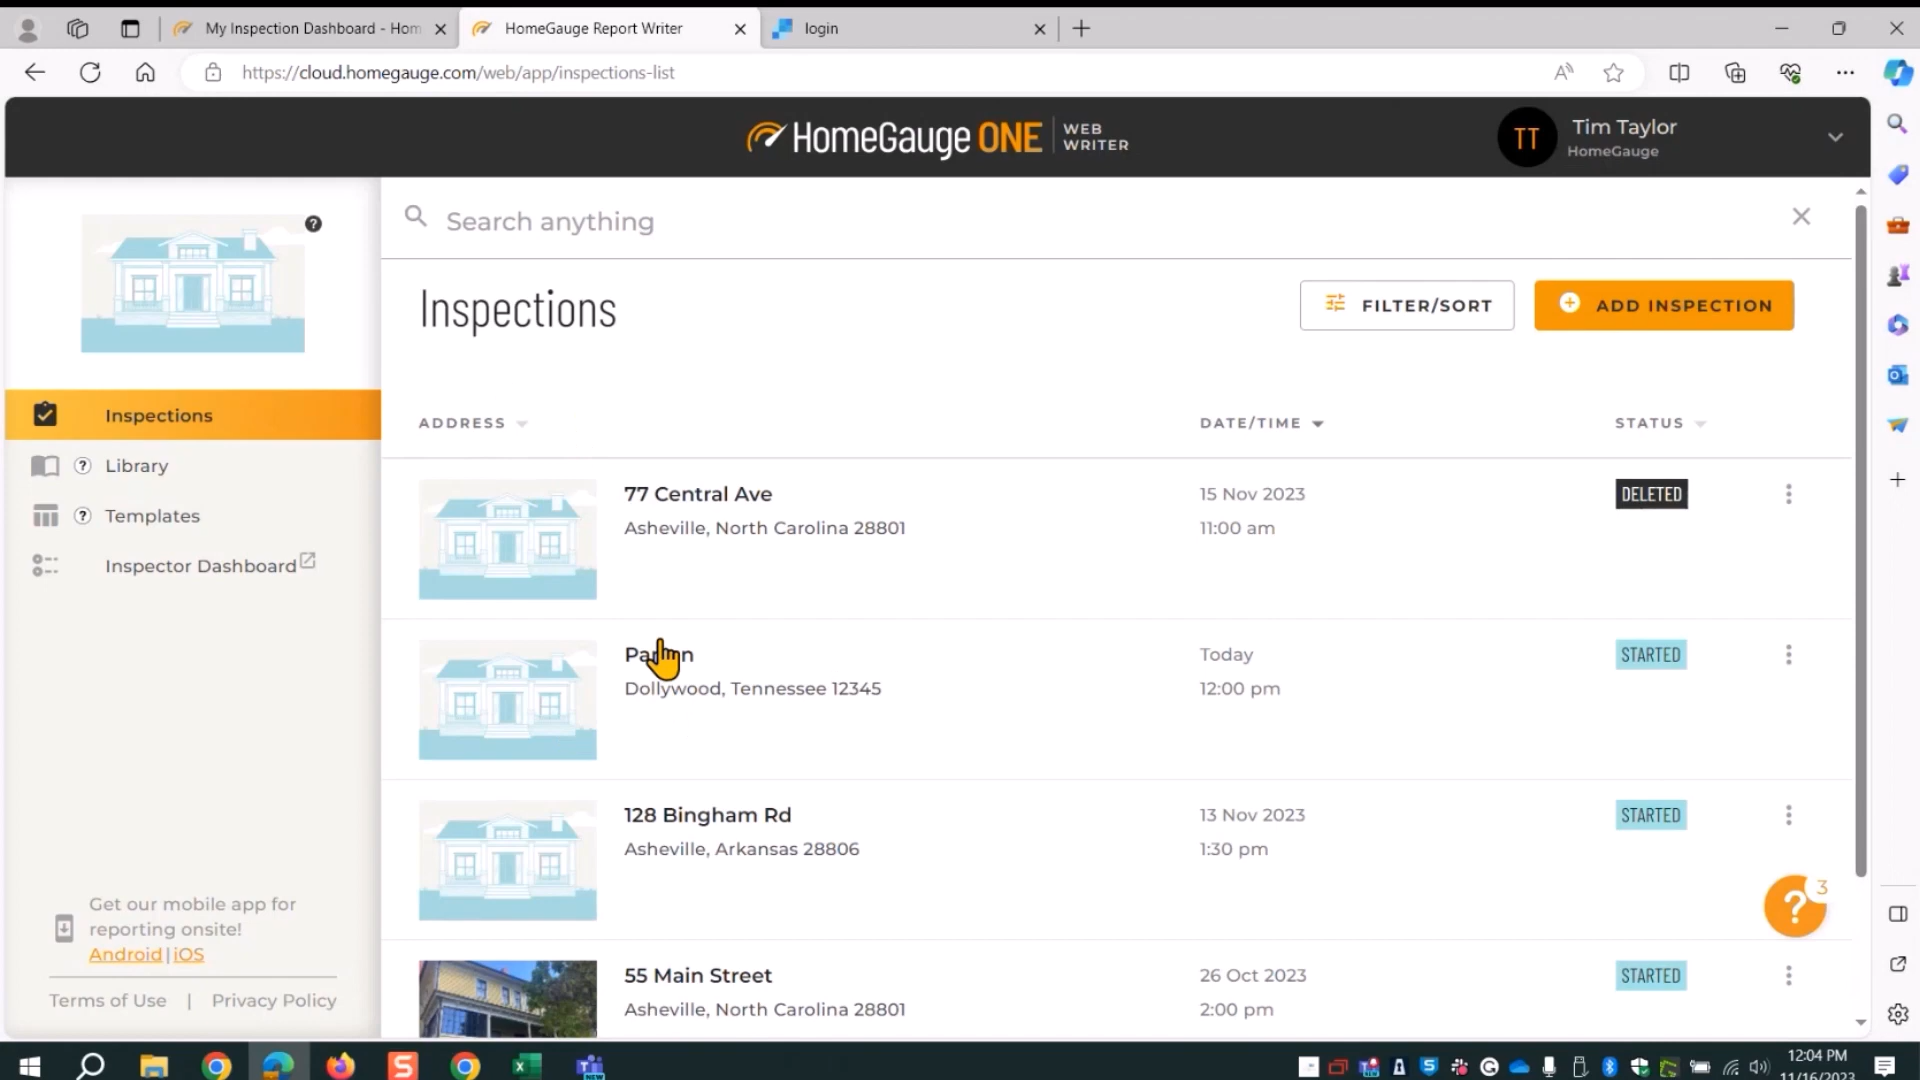 My Inspection Dashboard - Hom
HomeGauge Report Writer
login
https://cloud.homegauge.com/web/app/inspections-list
HomeGauge ONE
WEB WRITER
TT
Tim Taylor
HomeGauge
Search anything
Inspections
FILTER/SORT
ADD INSPECTION
Inspections
Library
Templates
Inspector Dashboard
ADDRESS
DATE/TIME
STATUS
77 Central Ave
Asheville, North Carolina 28801
15 Nov 2023
11:00 am
DELETED
Dollywood, Tennessee 12345
Today
12:00 pm
STARTED
128 Bingham Rd
Asheville, Arkansas 28806
13 Nov 2023
1:30 pm
STARTED
55 Main Street
Asheville, North Carolina 28801
26 Oct 2023
2:00 pm
STARTED
3
Get our mobile app for
reporting onsite!
Android | iOS
Terms of Use | Privacy Policy
12:04 PM
11/16/2023